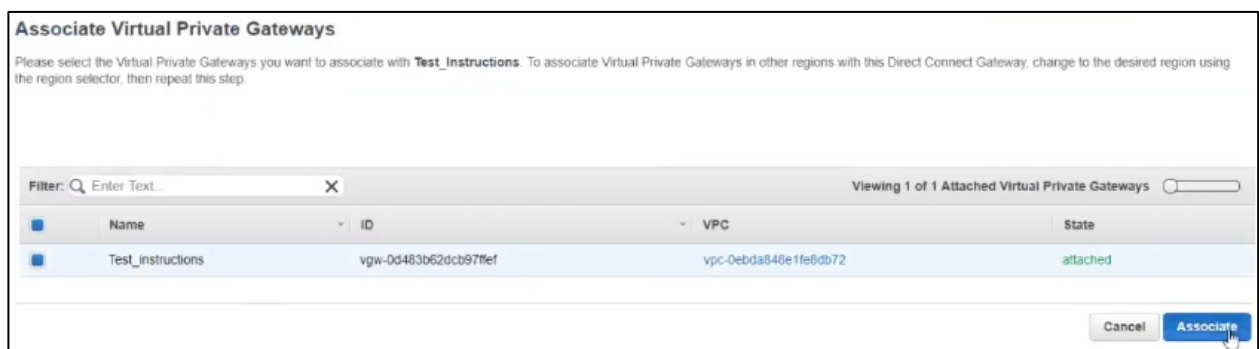 Associate Virtual Private Gateways
Please select the Virtual Private Gateways you want to associate with Test_Instructions. To associate Virtual Private Gateways in other regions with this Direct Connect Gateway, change to the desired region using
the region selector, then repeat this step.
Filter: Enter Text... Viewing 1 of 1 Attached Virtual Private Gateways
Name ID VPC State
Test_instructions vgw-0d483b62dcb97ffef vpc-0ebda848e1fe8db72 attached
Cancel Associate